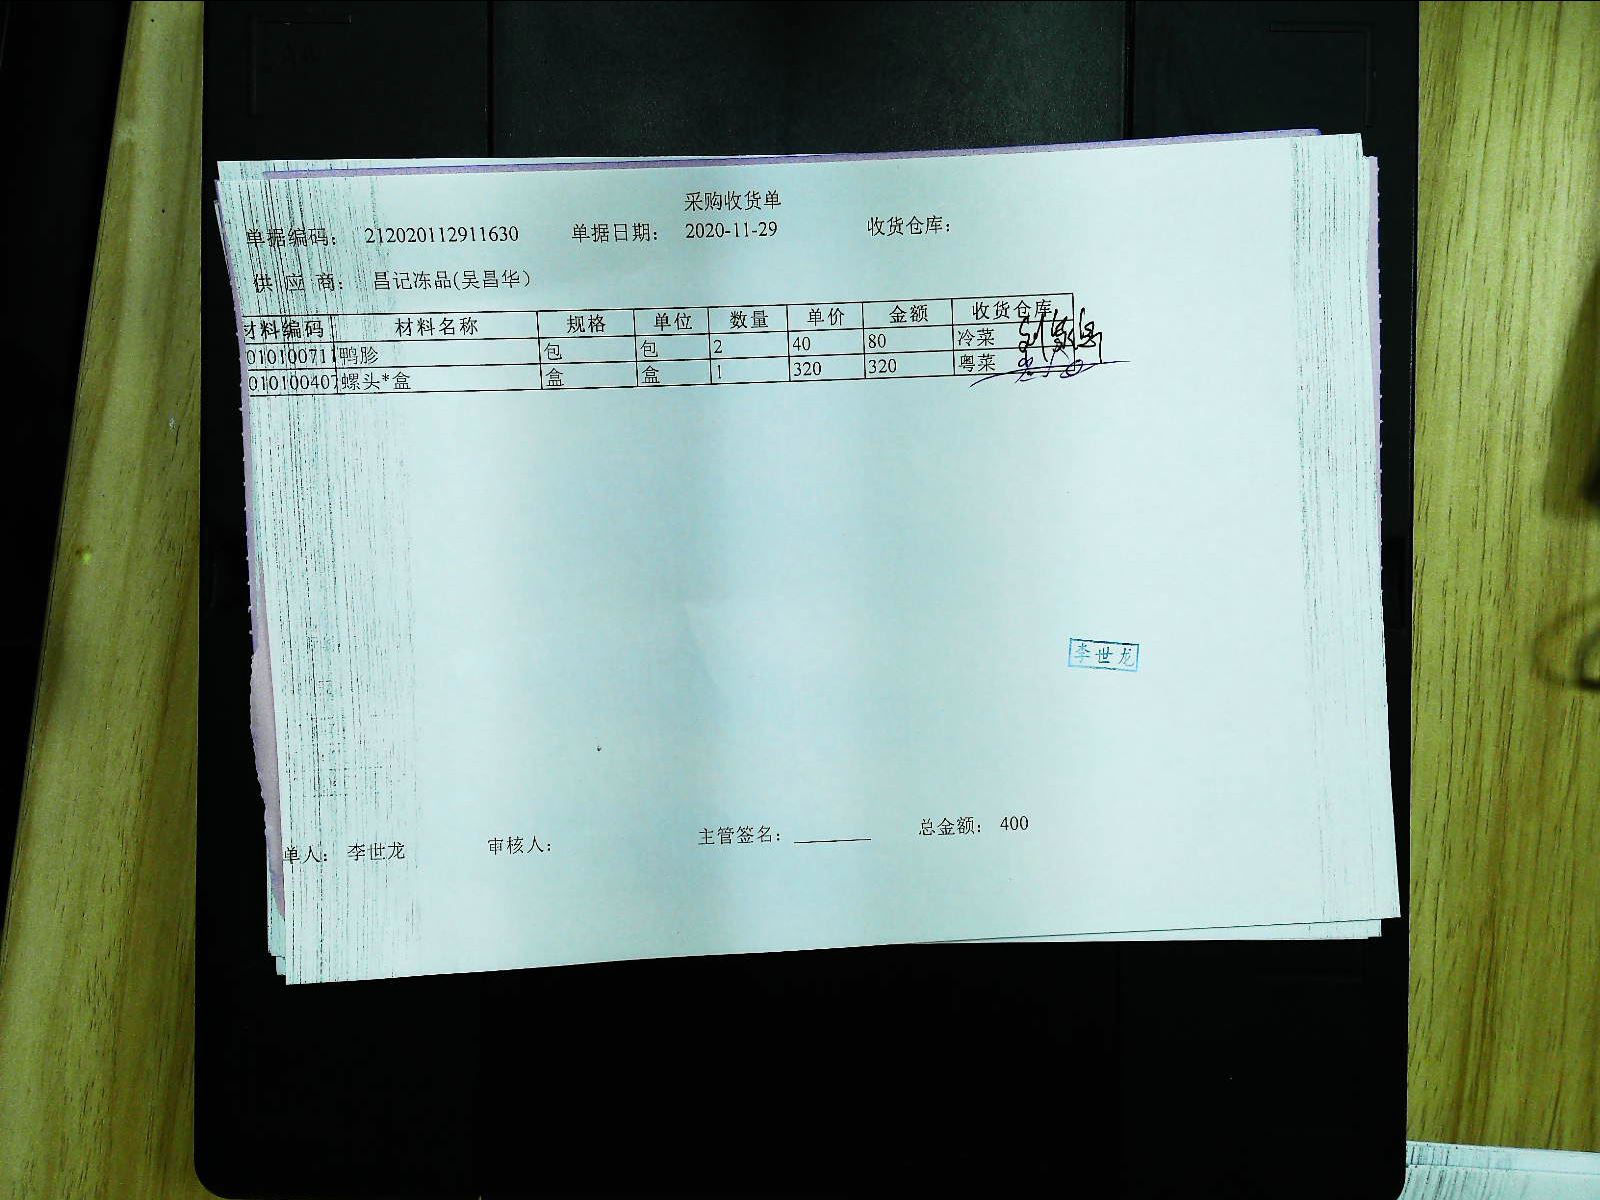 采购收货单
单据编码： 212020112911630 单据日期： 2020-11-29 收货仓库：
供 应 商： 昌记冻品(吴昌华)
材料编码 材料名称 规格 单位 数量 单价 金额 收货仓库
010100711 鸭胗 包 包 2 40 80 冷菜
010100407 螺头*盒 盒 盒 1 320 320 粤菜
李世龙
单人： 李世龙 审核人： 主管签名： 总金额： 400